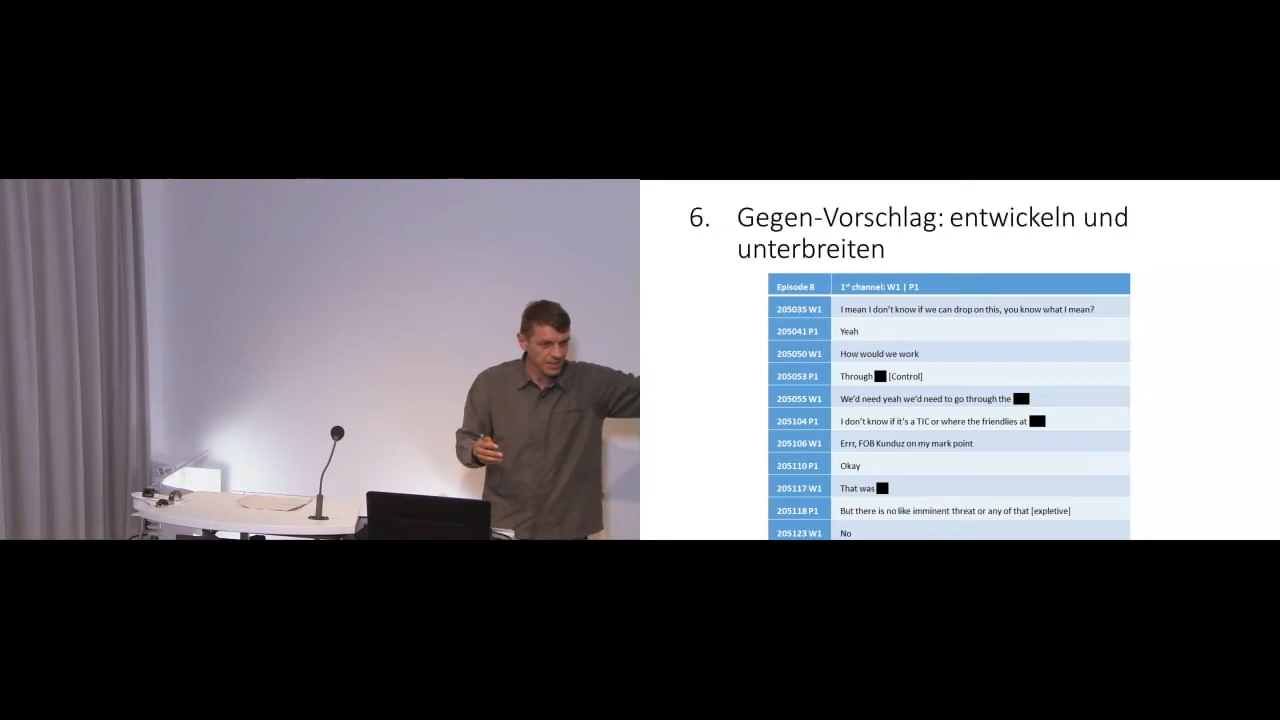 6. Gegen-Vorschlag: entwickeln und
unterbreiten
Episode 8 1st channel: W1 | P1
205035 W1 I mean I don't know if we can drop on this, you know what I mean?
205041 P1 Yeah
205050 W1 How would we work
205053 P1 Through [Control]
205055 W1 We'd need yeah we'd need to go through the
205104 P1 I don't know if it's a TIC or where the friendlies at
205106 W1 Errr, FOB Kunduz on my mark point
205110 P1 Okay
205117 W1 That was
205118 P1 But there is no like imminent threat or any of that [expletive]
205123 W1 No